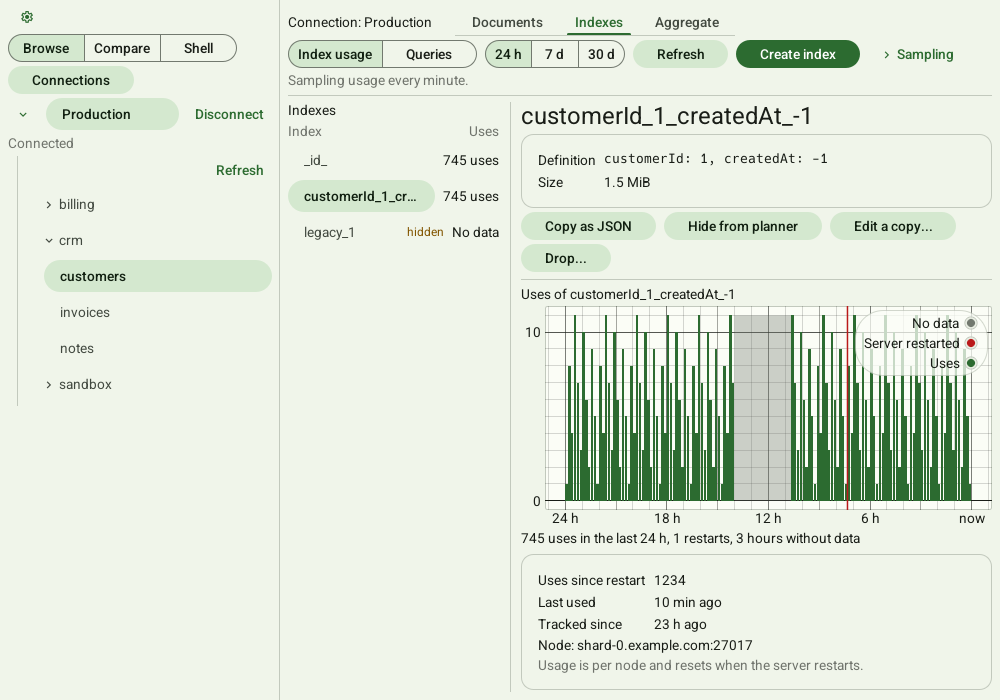 Browse Compare Shell
Connections
Production Disconnect
Connected
Refresh
billing
crm
customers
invoices
notes
sandbox
Connection: Production Documents Indexes Aggregate
Index usage Queries 24 h 7 d 30 d Refresh Create index Sampling
Sampling usage every minute.
Indexes
Index Uses
_id_ 745 uses
customerId_1_cr... 745 uses
legacy_1 hidden No data
customerId_1_createdAt_-1
Definition customerId: 1, createdAt: -1
Size 1.5 MiB
Copy as JSON Hide from planner Edit a copy...
Drop...
Uses of customerId_1_createdAt_-1
No data
Server restarted
Uses
10
0
24 h 18 h 12 h 6 h now
745 uses in the last 24 h, 1 restarts, 3 hours without data
Uses since restart 1234
Last used 10 min ago
Tracked since 23 h ago
Node: shard-0.example.com:27017
Usage is per node and resets when the server restarts.